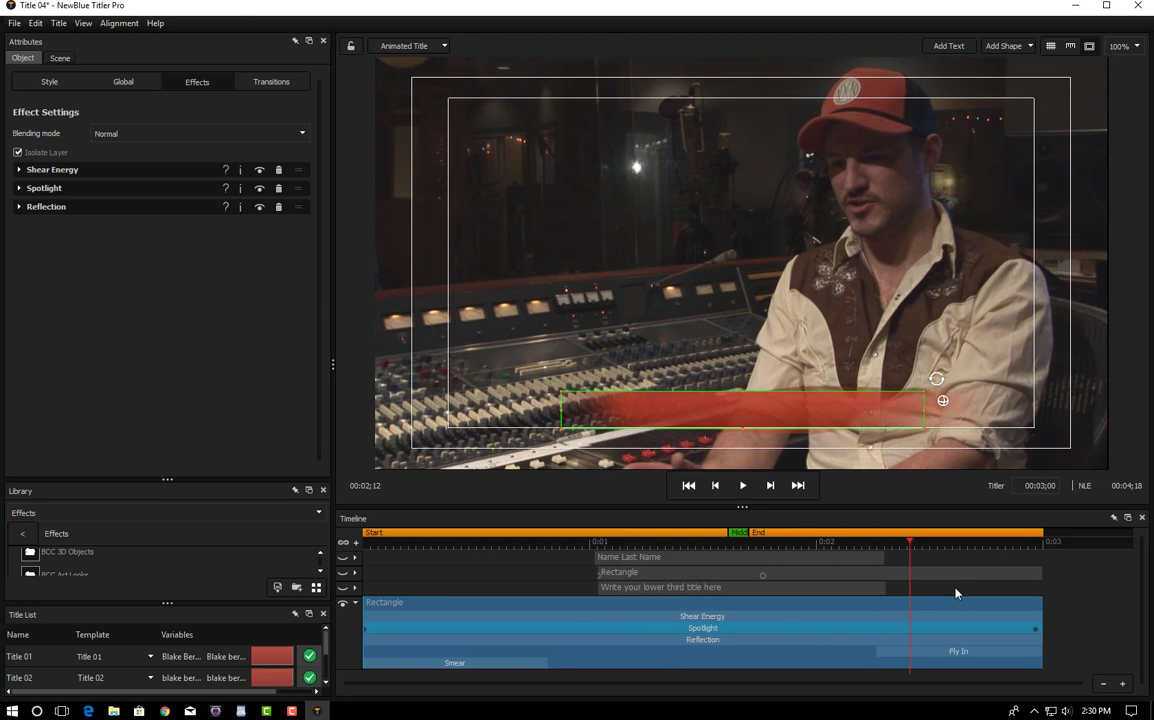 Title 04* - NewBlue Titler Pro
File Edit Title View Alignment Help
Attributes
Object Scene
Style Global Effects Transitions
Effect Settings
Blending mode Normal
Isolate Layer
Shear Energy ? i
Spotlight ? i
Reflection ? i
Animated Title
Add Text Add Shape 100%
00:02;12
Titler 00:03;00 NLE 00:04;18
Library
Effects
< Effects
BCC 3D Objects
BCC Art Looks
Title List
Name Template Variables
Title 01 Title 01 Blake Ber... Blake ber...
Title 02 Title 02 blake ber... Blake ber...
Timeline
Start Midd End
0:01 0:02 0:03
Name Last Name
Rectangle
Write your lower third title here
Rectangle
Shear Energy
Spotlight
Reflection
Fly In
Smear
2:30 PM